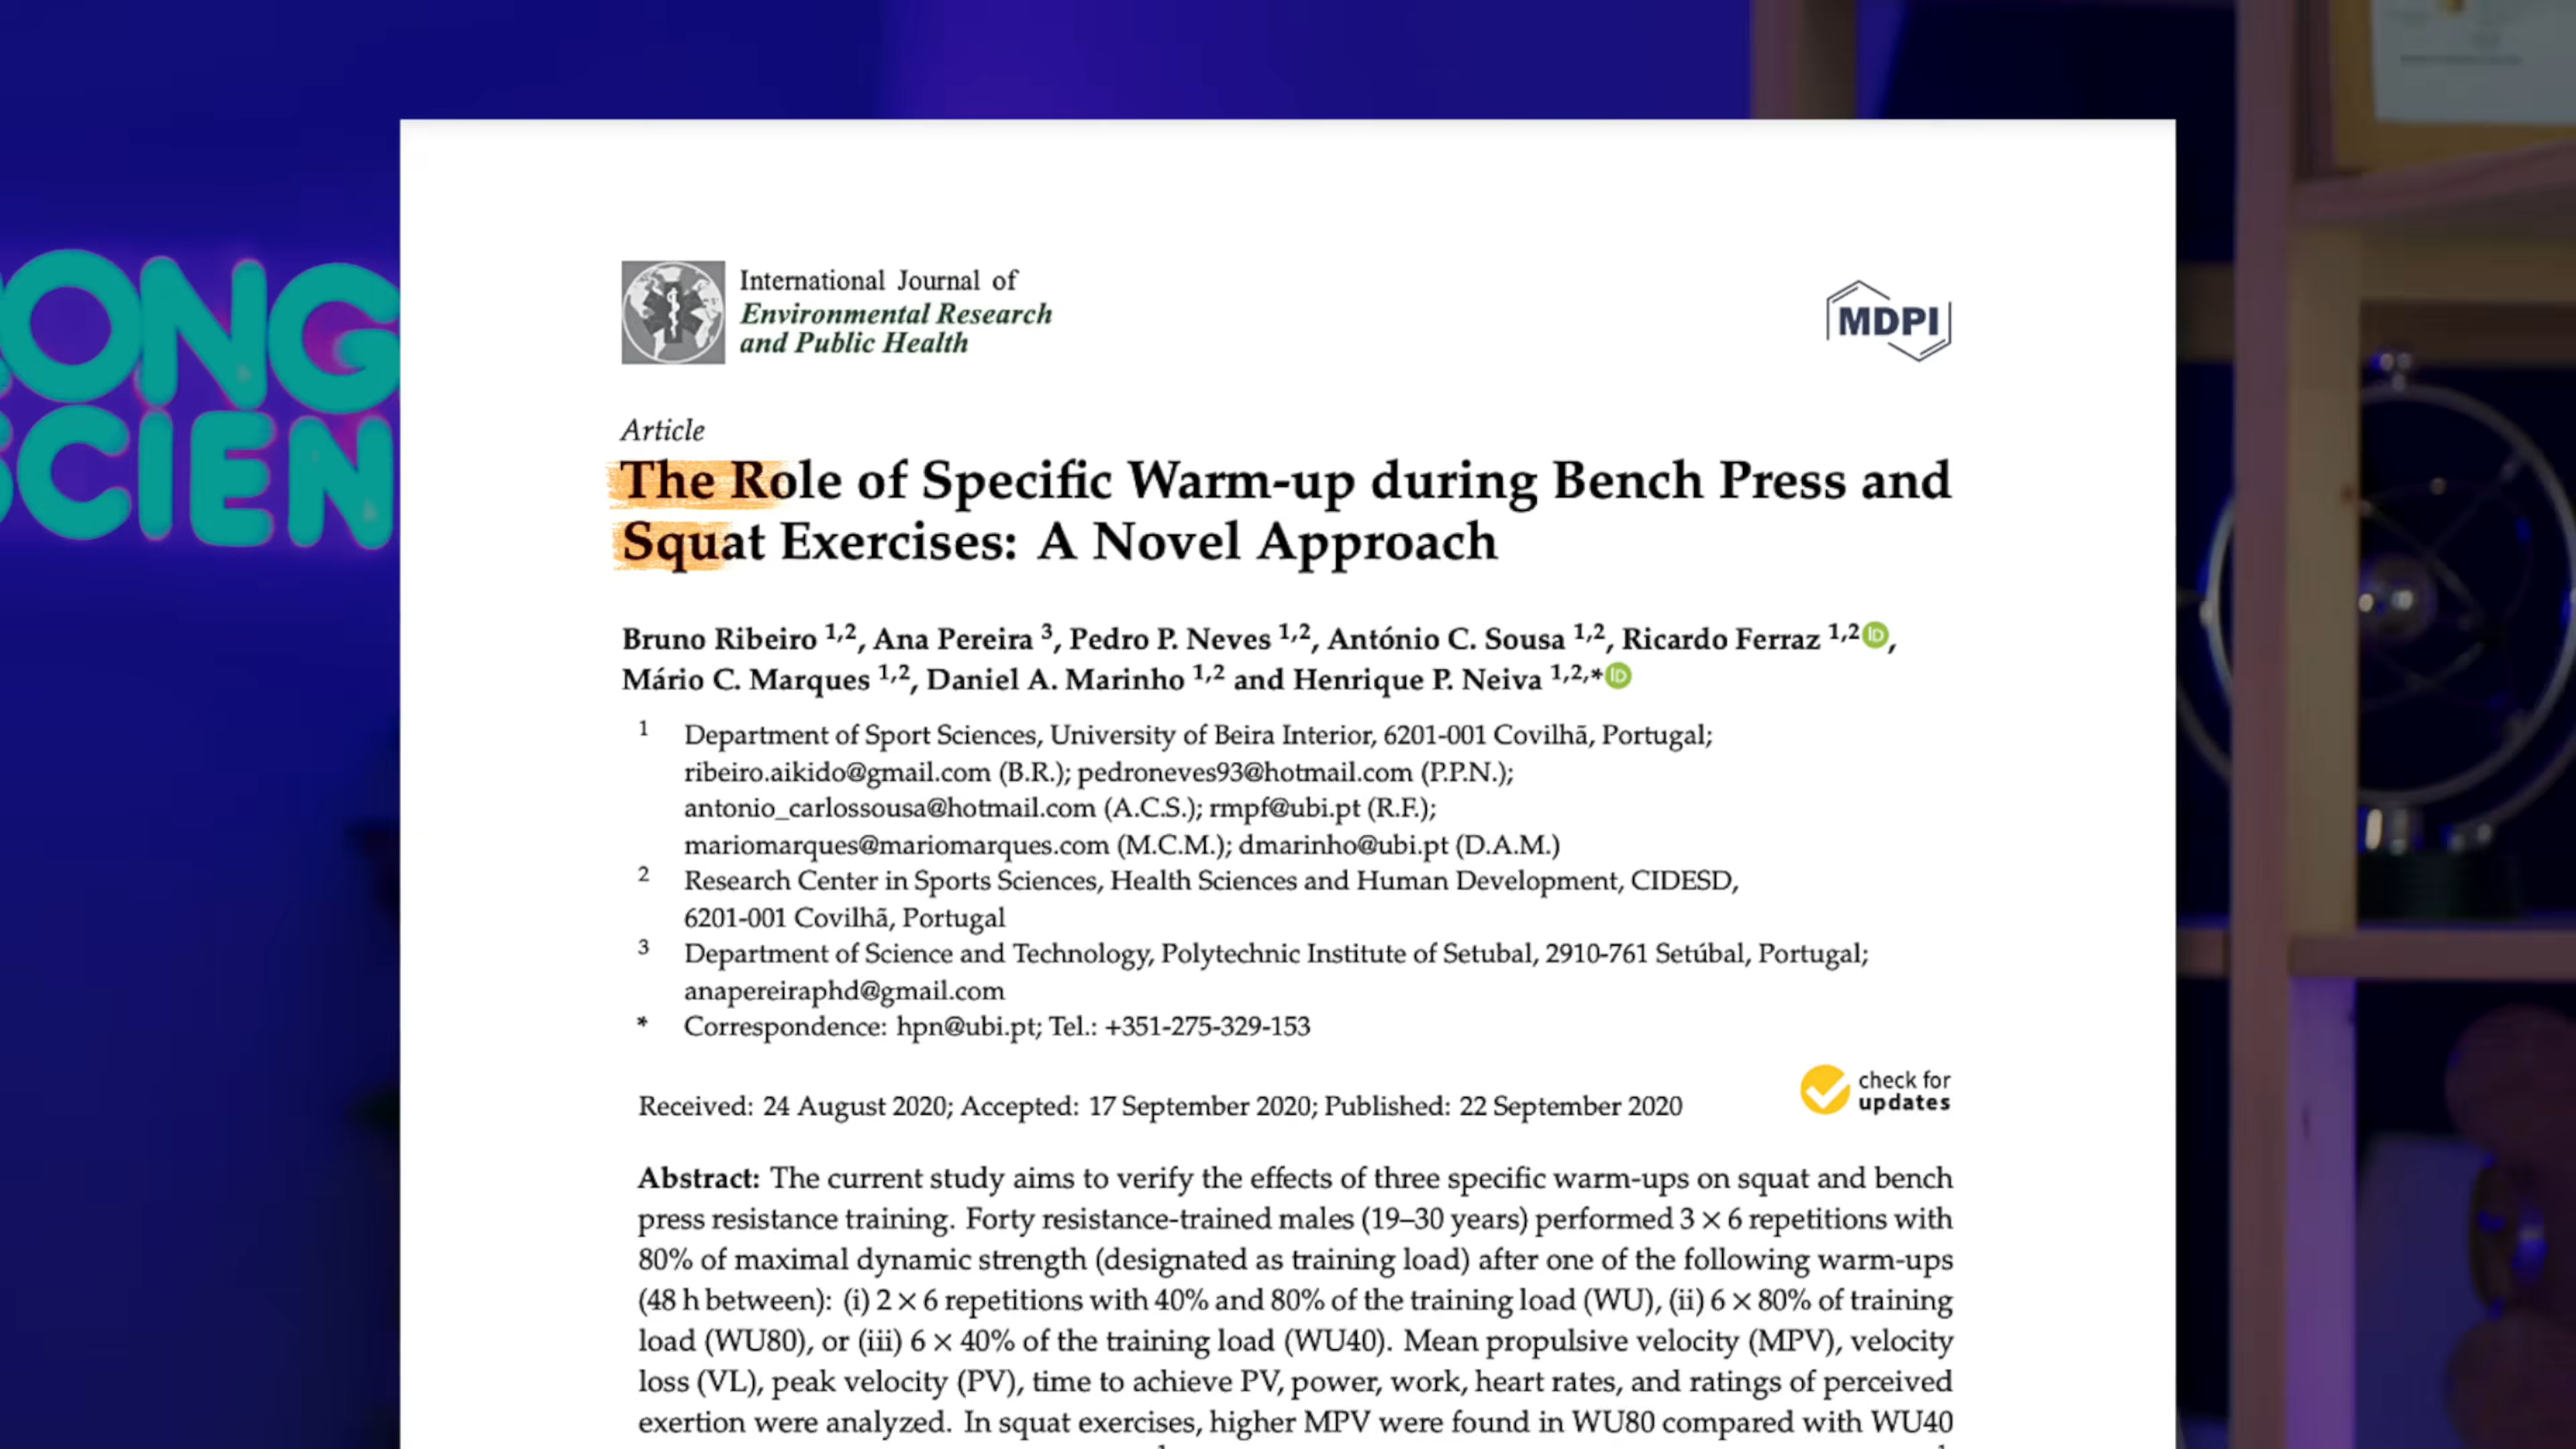 ONG
SCIEN
International Journal of
Environmental Research
and Public Health
MDPI
Article
The Role of Specific Warm-up during Bench Press and
Squat Exercises: A Novel Approach
Bruno Ribeiro 1,2, Ana Pereira 3, Pedro P. Neves 1,2, António C. Sousa 1,2, Ricardo Ferraz 1,2 iD,
Mário C. Marques 1,2, Daniel A. Marinho 1,2 and Henrique P. Neiva 1,2,* iD
1 Department of Sport Sciences, University of Beira Interior, 6201-001 Covilhã, Portugal;
ribeiro.aikido@gmail.com (B.R.); pedroneves93@hotmail.com (P.P.N.);
antonio_carlossousa@hotmail.com (A.C.S.); rmpf@ubi.pt (R.F.);
mariomarques@mariomarques.com (M.C.M.); dmarinho@ubi.pt (D.A.M.)
2 Research Center in Sports Sciences, Health Sciences and Human Development, CIDESD,
6201-001 Covilhã, Portugal
3 Department of Science and Technology, Polytechnic Institute of Setubal, 2910-761 Setúbal, Portugal;
anapereiraphd@gmail.com
* Correspondence: hpn@ubi.pt; Tel.: +351-275-329-153
Received: 24 August 2020; Accepted: 17 September 2020; Published: 22 September 2020
check for
updates
Abstract: The current study aims to verify the effects of three specific warm-ups on squat and bench
press resistance training. Forty resistance-trained males (19–30 years) performed 3 × 6 repetitions with
80% of maximal dynamic strength (designated as training load) after one of the following warm-ups
(48 h between): (i) 2 × 6 repetitions with 40% and 80% of the training load (WU), (ii) 6 × 80% of training
load (WU80), or (iii) 6 × 40% of the training load (WU40). Mean propulsive velocity (MPV), velocity
loss (VL), peak velocity (PV), time to achieve PV, power, work, heart rates, and ratings of perceived
exertion were analyzed. In squat exercises, higher MPV were found in WU80 compared with WU40